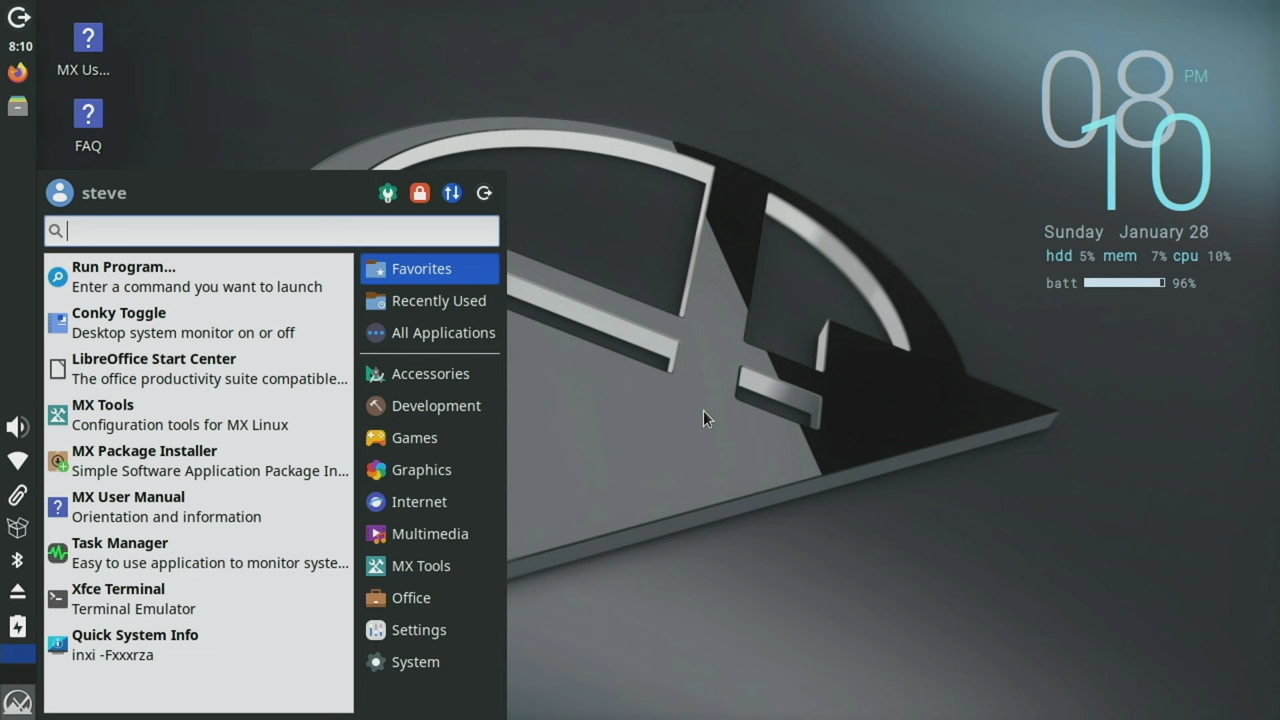 8:10
MX Us...
FAQ
08 PM
10
Sunday January 28
hdd 5% mem 7% cpu 10%
batt 96%
steve
Run Program...
Enter a command you want to launch
Conky Toggle
Desktop system monitor on or off
LibreOffice Start Center
The office productivity suite compatible...
MX Tools
Configuration tools for MX Linux
MX Package Installer
Simple Software Application Package In...
MX User Manual
Orientation and information
Task Manager
Easy to use application to monitor syste...
Xfce Terminal
Terminal Emulator
Quick System Info
inxi -Fxxxrza
Favorites
Recently Used
All Applications
Accessories
Development
Games
Graphics
Internet
Multimedia
MX Tools
Office
Settings
System